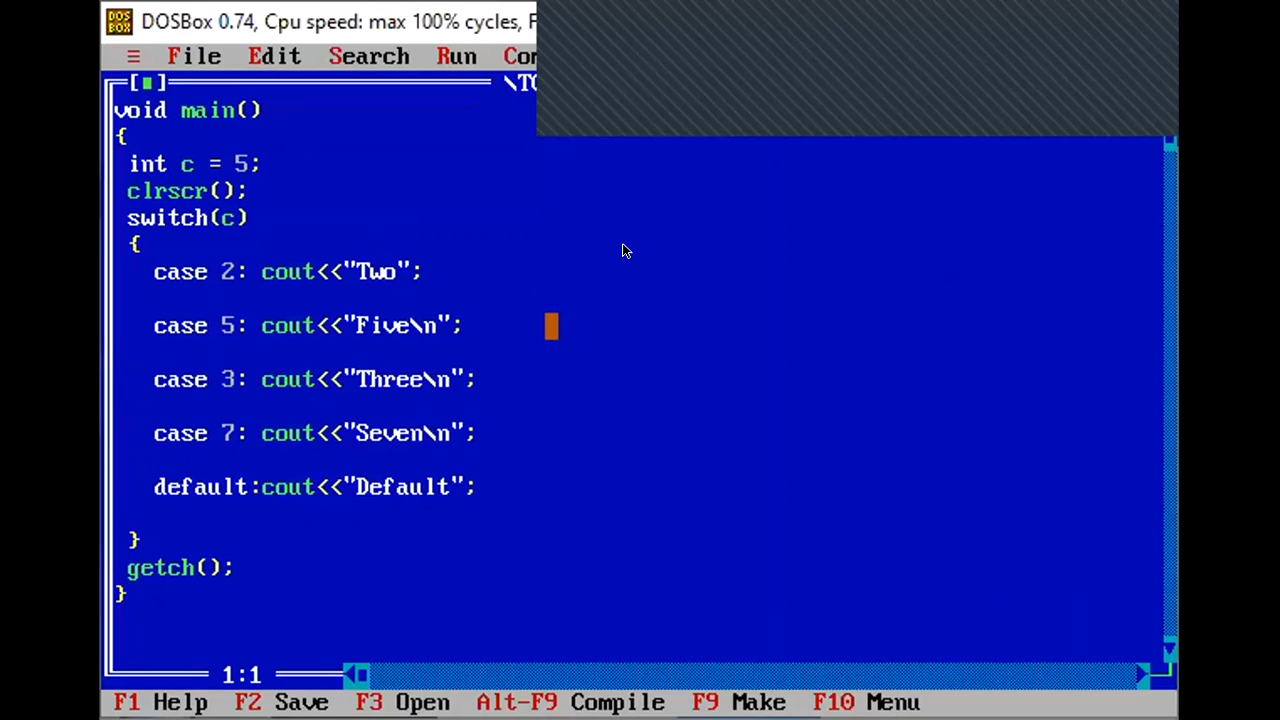 DOSBox 0.74, Cpu speed: max 100% cycles, F
≡ File Edit Search Run Co
[■] \TC
void main()
{
int c = 5;
clrscr();
switch(c)
{
case 2: cout<<"Two";
case 5: cout<<"Five\n";
case 3: cout<<"Three\n";
case 7: cout<<"Seven\n";
default:cout<<"Default";
}
getch();
}
1:1
F1 Help F2 Save F3 Open Alt-F9 Compile F9 Make F10 Menu